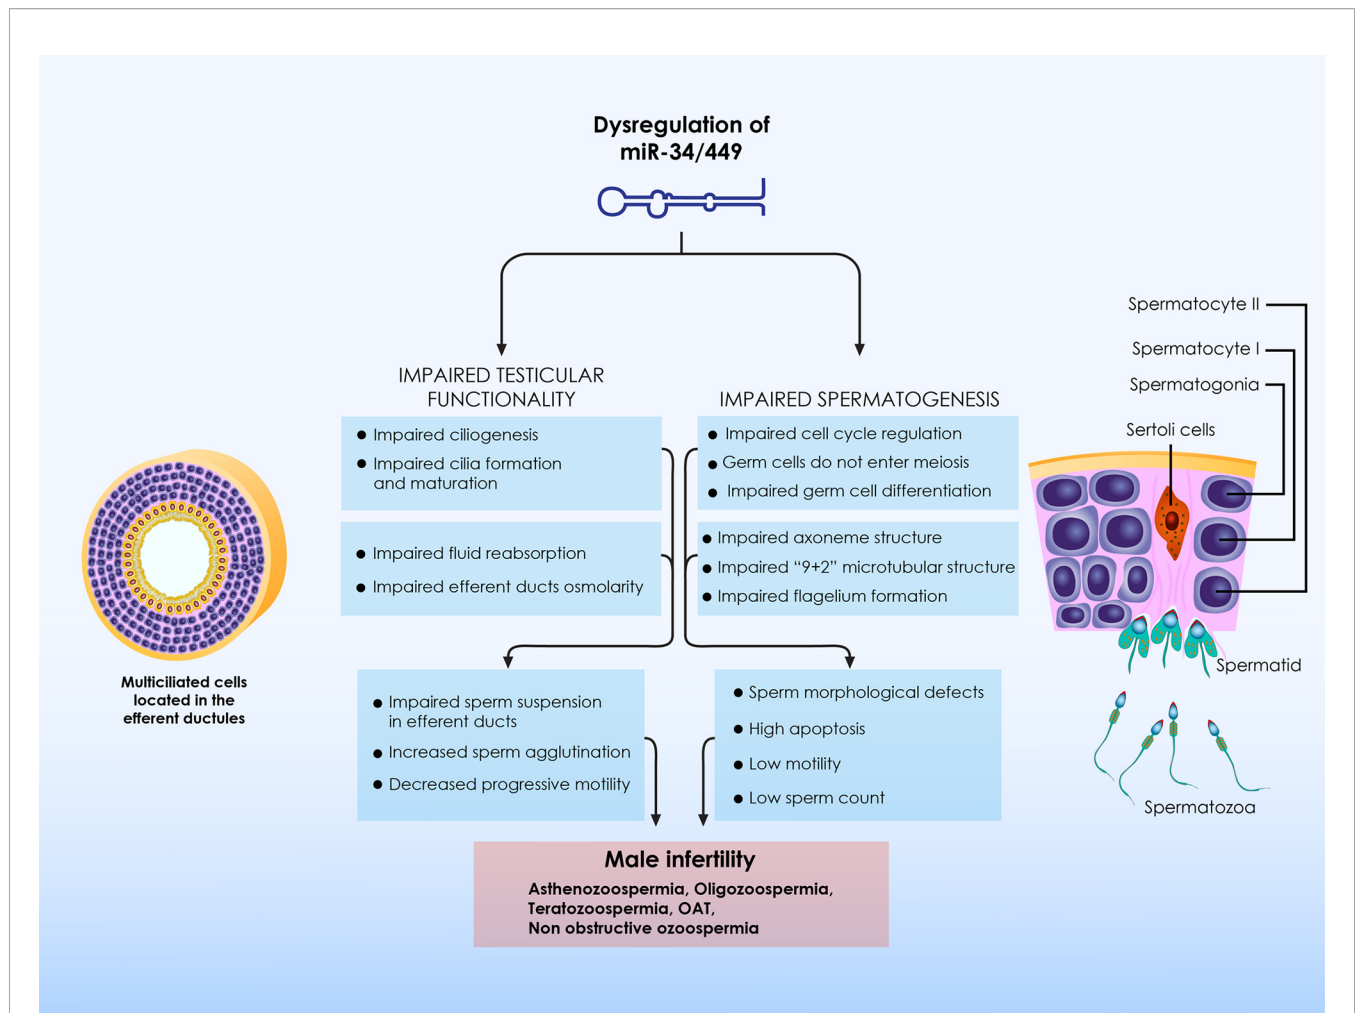 Dysregulation of
miR-34/449
IMPAIRED TESTICULAR
FUNCTIONALITY
● Impaired ciliogenesis
● Impaired cilia formation
and maturation
● Impaired fluid reabsorption
● Impaired efferent ducts osmolarity
● Impaired sperm suspension
in efferent ducts
● Increased sperm agglutination
● Decreased progressive motility
IMPAIRED SPERMATOGENESIS
● Impaired cell cycle regulation
● Germ cells do not enter meiosis
● Impaired germ cell differentiation
● Impaired axoneme structure
● Impaired “9+2” microtubular structure
● Impaired flagelium formation
● Sperm morphological defects
● High apoptosis
● Low motility
● Low sperm count
Male infertility
Asthenozoospermia, Oligozoospermia,
Teratozoospermia, OAT,
Non obstructive ozoospermia
Multiciliated cells
located in the
efferent ductules
Spermatocyte II
Spermatocyte I
Spermatogonia
Sertoli cells
Spermatid
Spermatozoa